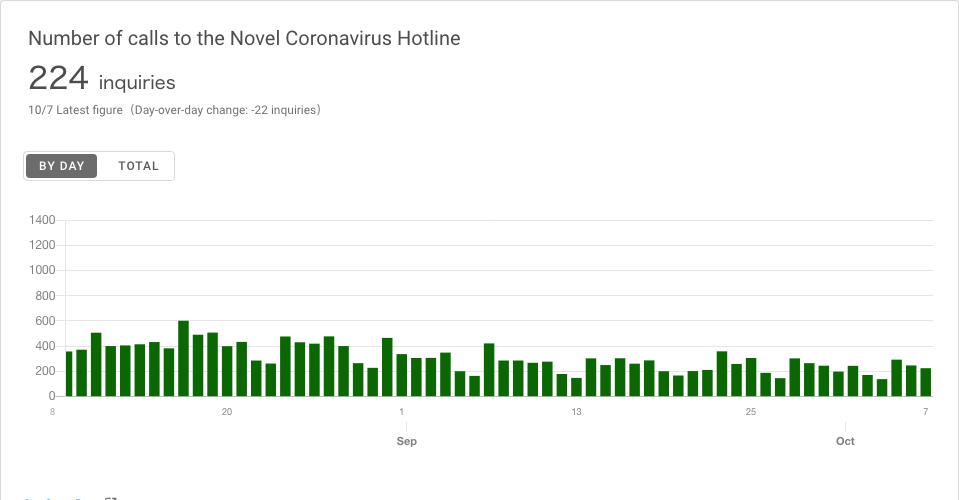 Number of calls to the Novel Coronavirus Hotline
224 inquiries
10/7 Latest figure（Day-over-day change: -22 inquiries）
BY DAY TOTAL
1400
1200
1000
800
600
400
200
0
8 20 1 13 25 7
Sep Oct